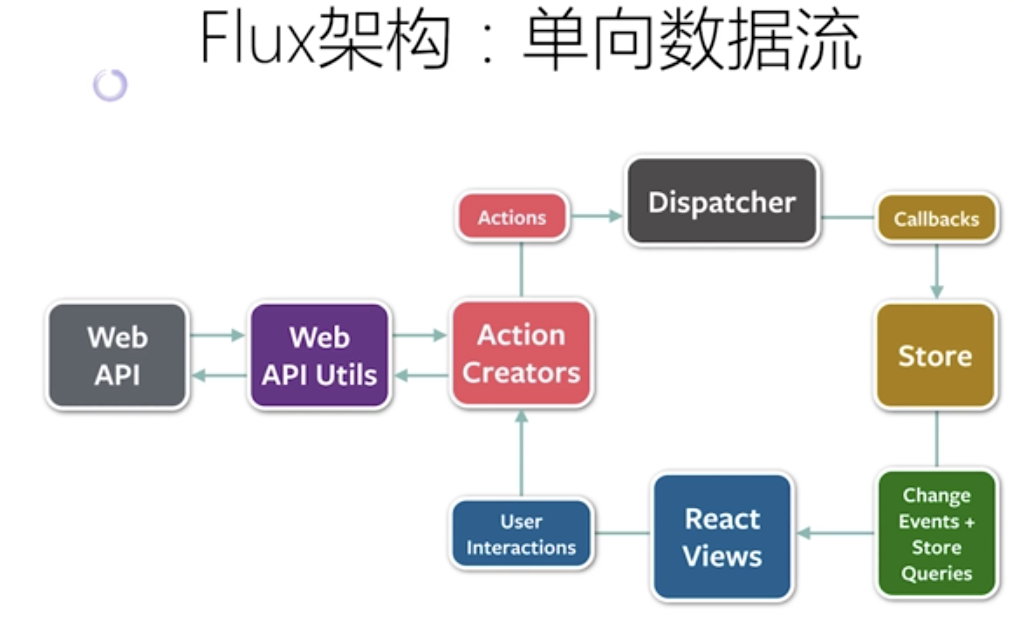 Flux架构：单向数据流
Actions
Dispatcher
Callbacks
Web
API
Web
API Utils
Action
Creators
Store
User
Interactions
React
Views
Change
Events +
Store
Queries